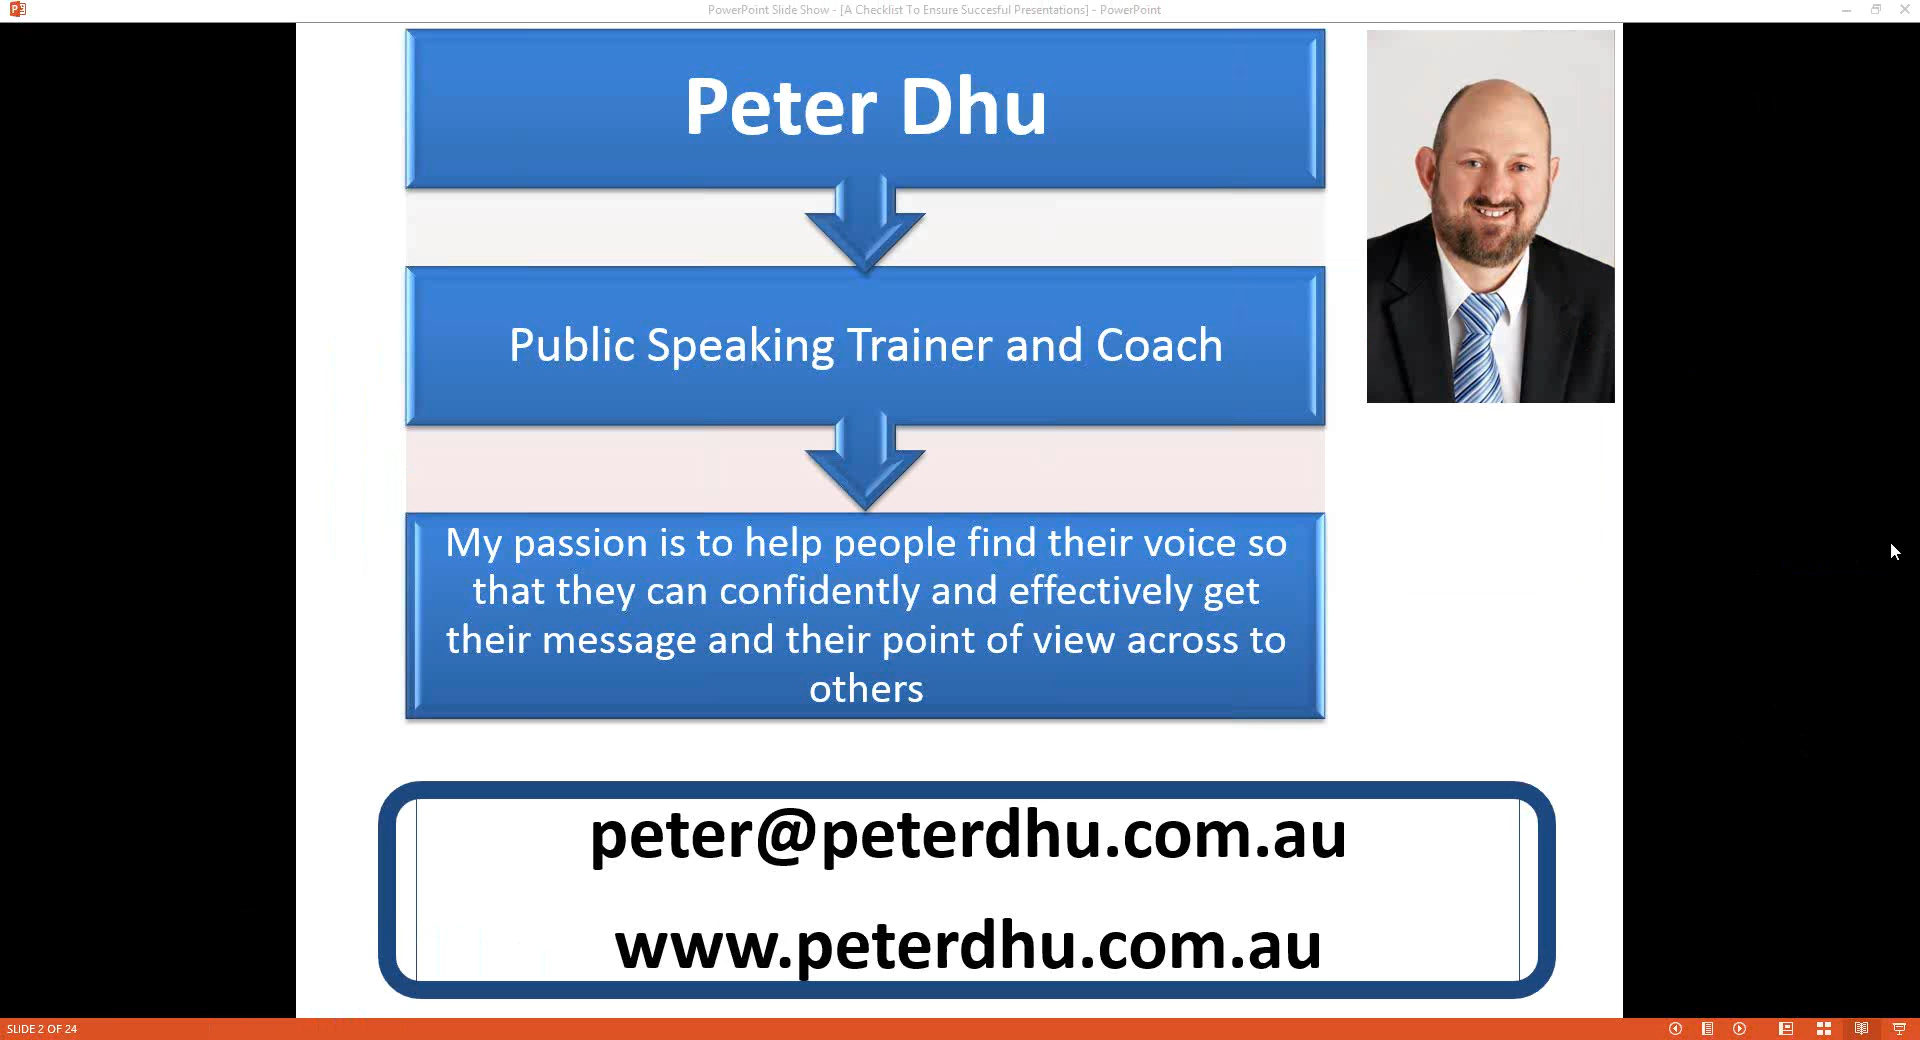 PowerPoint Slide Show - [A Checklist To Ensure Succesful Presentations] - PowerPoint
Peter Dhu
Public Speaking Trainer and Coach
My passion is to help people find their voice so
that they can confidently and effectively get
their message and their point of view across to
others
peter@peterdhu.com.au
www.peterdhu.com.au
SLIDE 2 OF 24